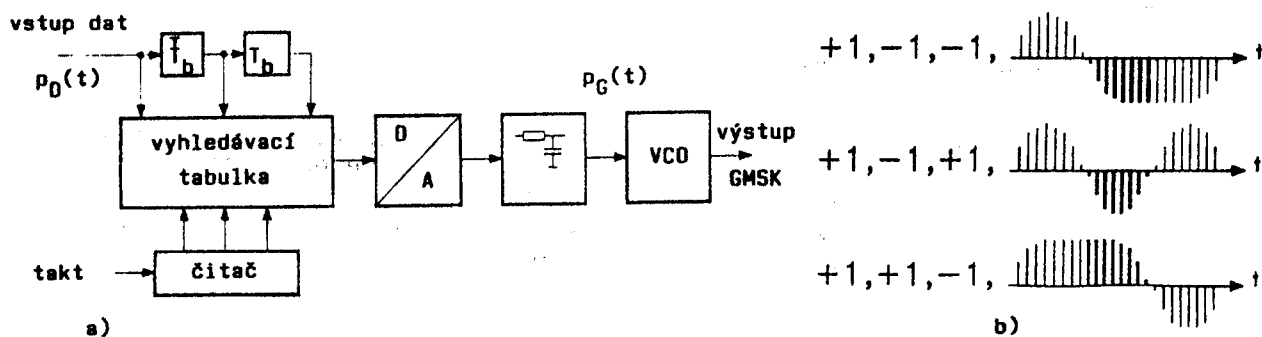 vstup dat
p_D(t)
T_b
T_b
vyhledávací
tabulka
takt
čitač
D
A
p_G(t)
VCO
výstup
GMSK
a)
+1,-1,-1,
t
+1,-1,+1,
t
+1,+1,-1,
t
b)